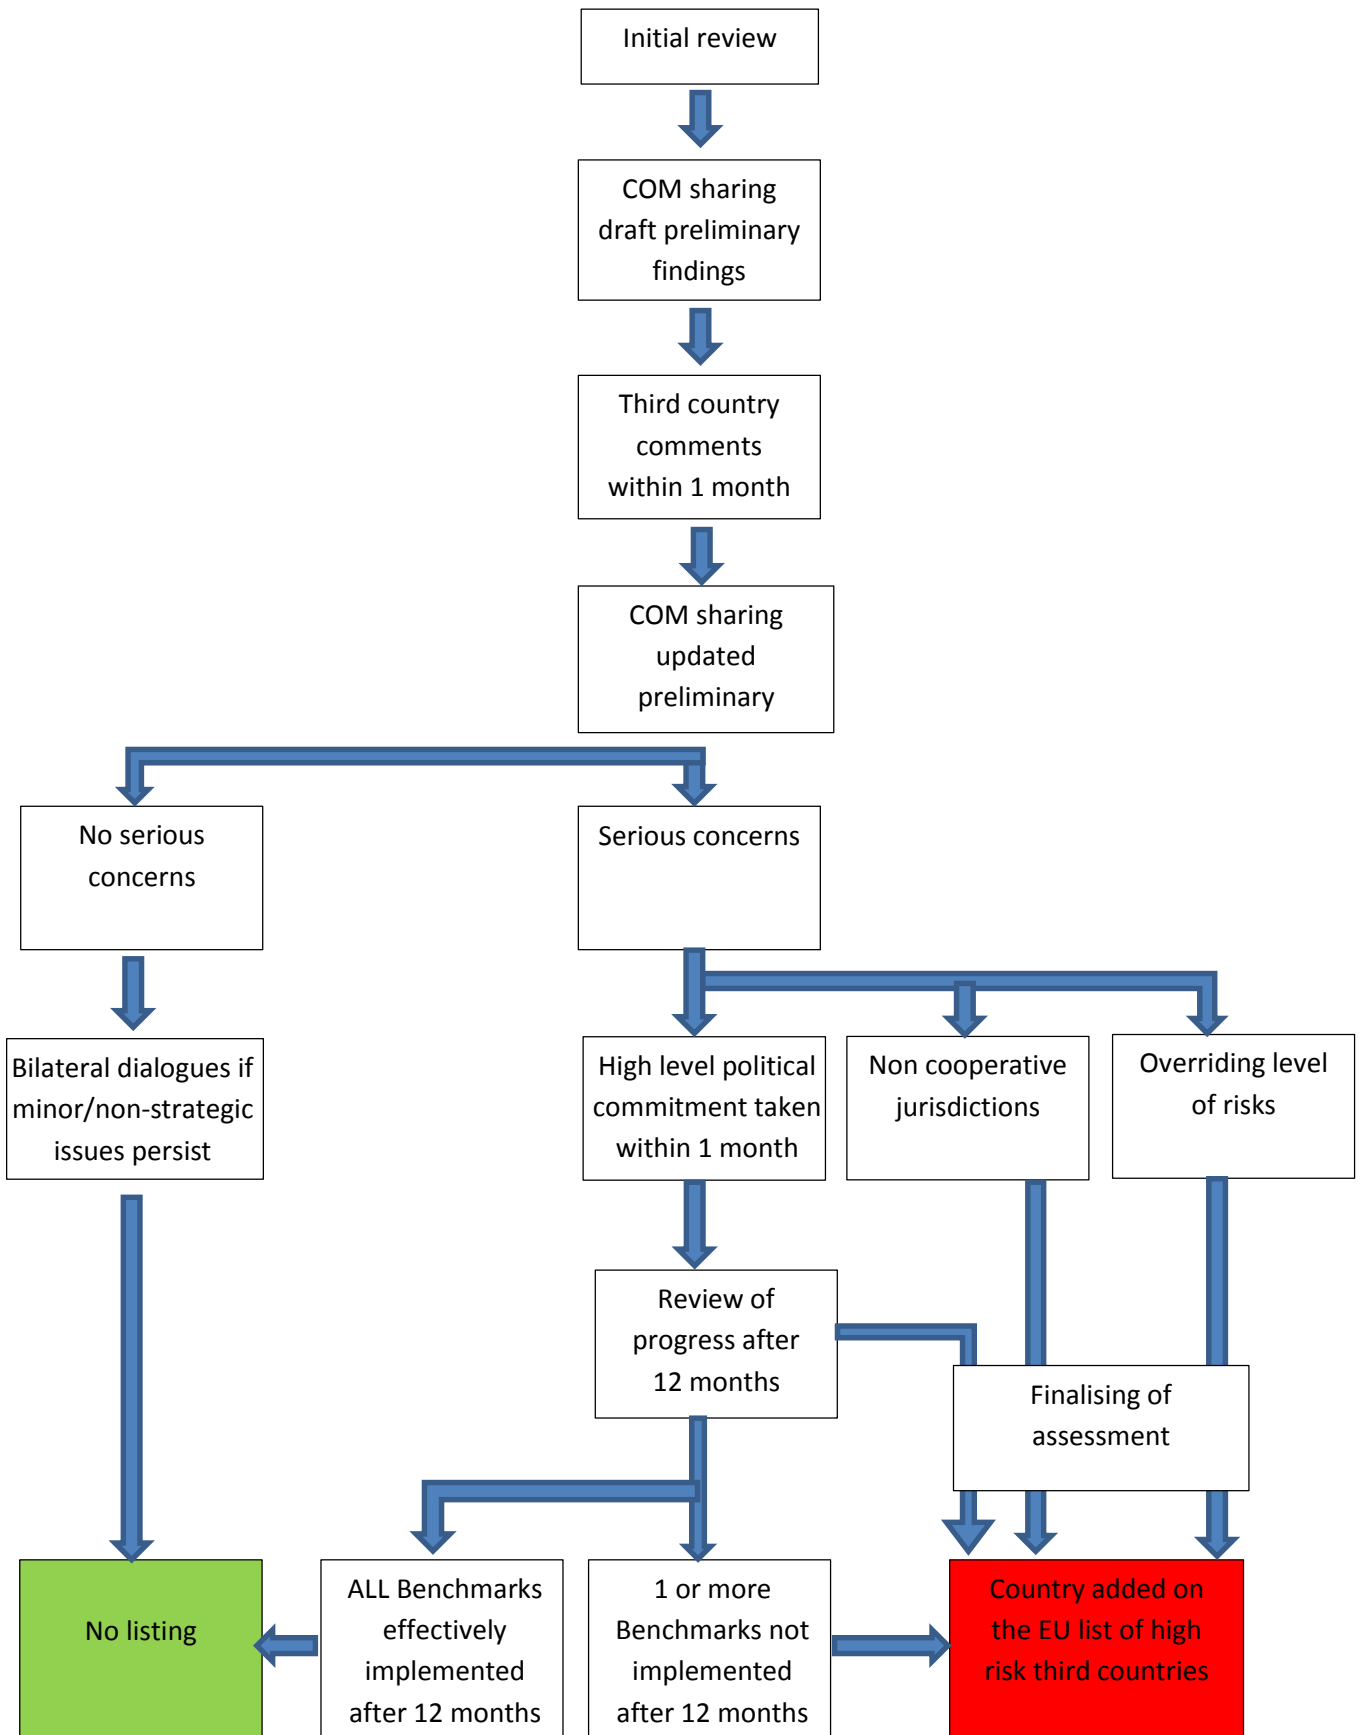 Initial review
COM sharing
draft preliminary
findings
Third country
comments
within 1 month
COM sharing
updated
preliminary
No serious
concerns
Serious concerns
Bilateral dialogues if
minor/non-strategic
issues persist
High level political
commitment taken
within 1 month
Non cooperative
jurisdictions
Overriding level
of risks
Review of
progress after
12 months
Finalising of
assessment
No listing
ALL Benchmarks
effectively
implemented
after 12 months
1 or more
Benchmarks not
implemented
after 12 months
Country added on
the EU list of high
risk third countries